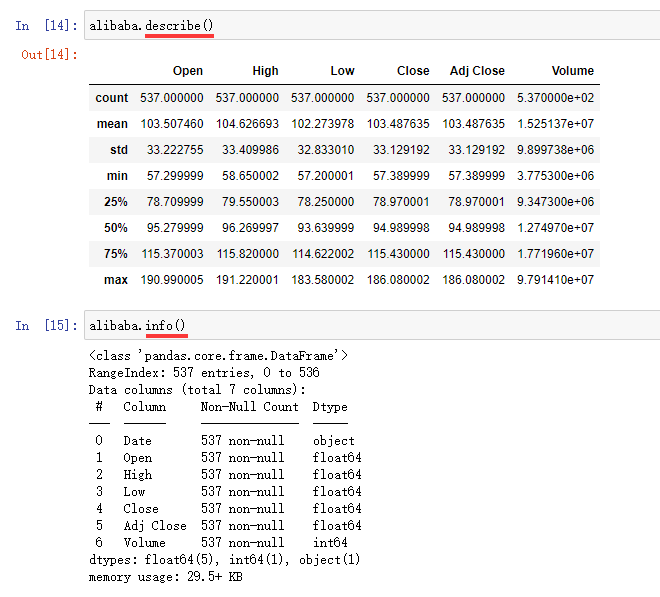 In [14]: alibaba.describe()
Out[14]:
Open High Low Close Adj Close Volume
count 537.000000 537.000000 537.000000 537.000000 537.000000 5.370000e+02
mean 103.507460 104.626693 102.273978 103.487635 103.487635 1.525137e+07
std 33.222755 33.409986 32.833010 33.129192 33.129192 9.899738e+06
min 57.299999 58.650002 57.200001 57.389999 57.389999 3.775300e+06
25% 78.709999 79.550003 78.250000 78.970001 78.970001 9.347300e+06
50% 95.279999 96.269997 93.639999 94.989998 94.989998 1.274970e+07
75% 115.370003 115.820000 114.622002 115.430000 115.430000 1.771960e+07
max 190.990005 191.220001 183.580002 186.080002 186.080002 9.791410e+07
In [15]: alibaba.info()
<class 'pandas.core.frame.DataFrame'>
RangeIndex: 537 entries, 0 to 536
Data columns (total 7 columns):
# Column Non-Null Count Dtype
--- ------ -------------- -----
0 Date 537 non-null object
1 Open 537 non-null float64
2 High 537 non-null float64
3 Low 537 non-null float64
4 Close 537 non-null float64
5 Adj Close 537 non-null float64
6 Volume 537 non-null int64
dtypes: float64(5), int64(1), object(1)
memory usage: 29.5+ KB